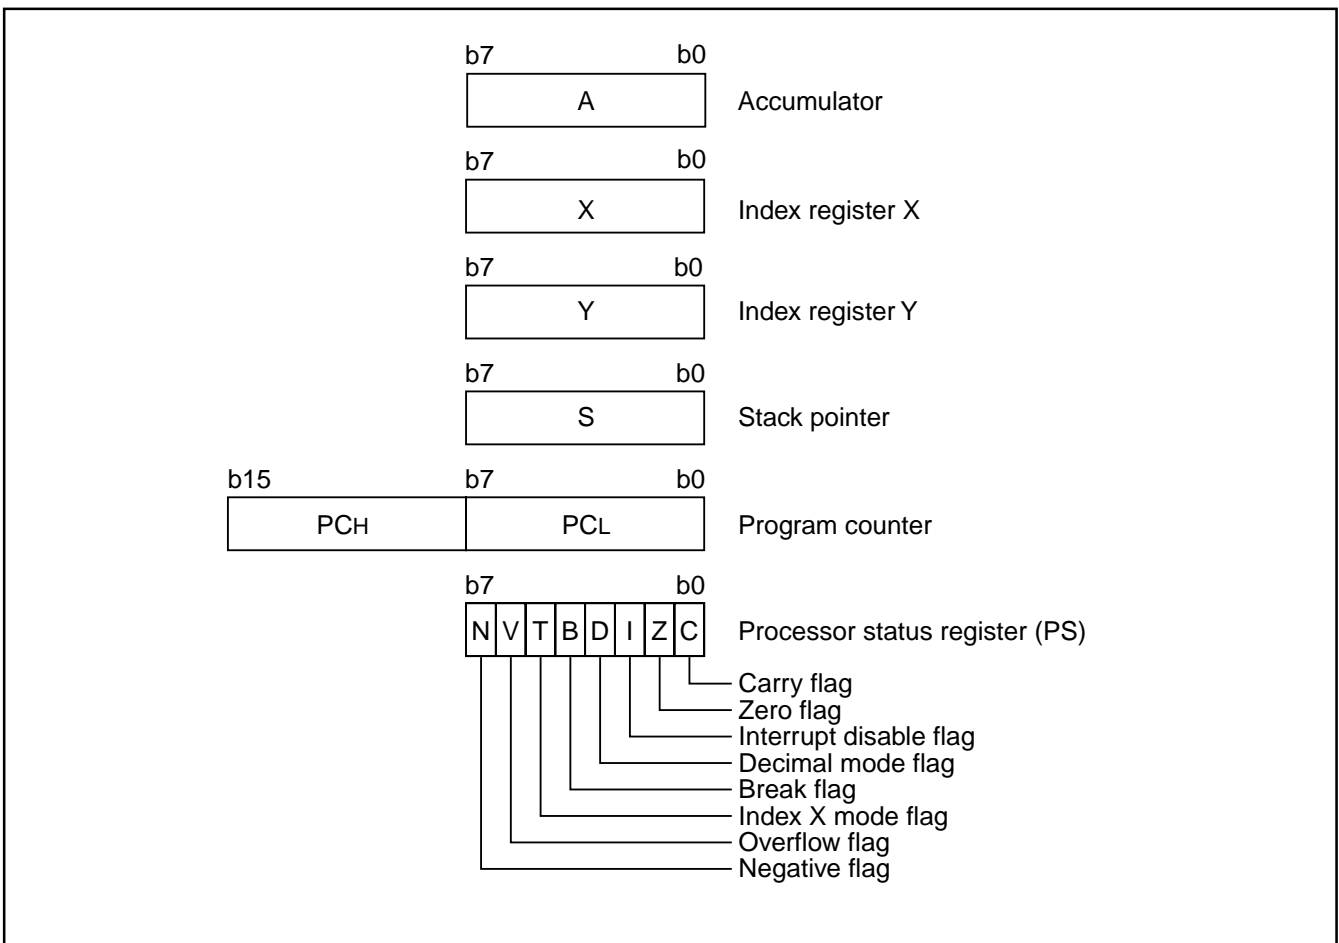 b7 b0
A Accumulator
b7 b0
X Index register X
b7 b0
Y Index register Y
b7 b0
S Stack pointer
b15 b7 b0
PCH PCL Program counter
b7 b0
N V T B D I Z C Processor status register (PS)
Carry flag
Zero flag
Interrupt disable flag
Decimal mode flag
Break flag
Index X mode flag
Overflow flag
Negative flag